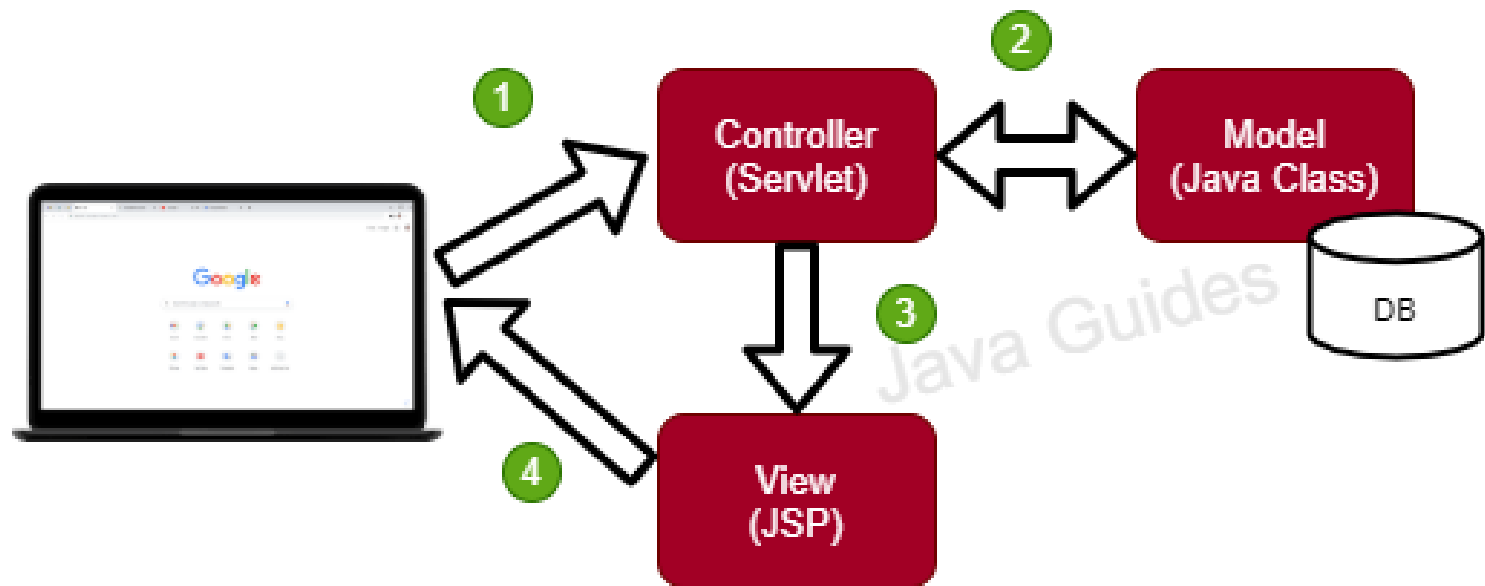 1
2
Controller
(Servlet)
Model
(Java Class)
Google
3
DB
Java Guides
4
View
(JSP)